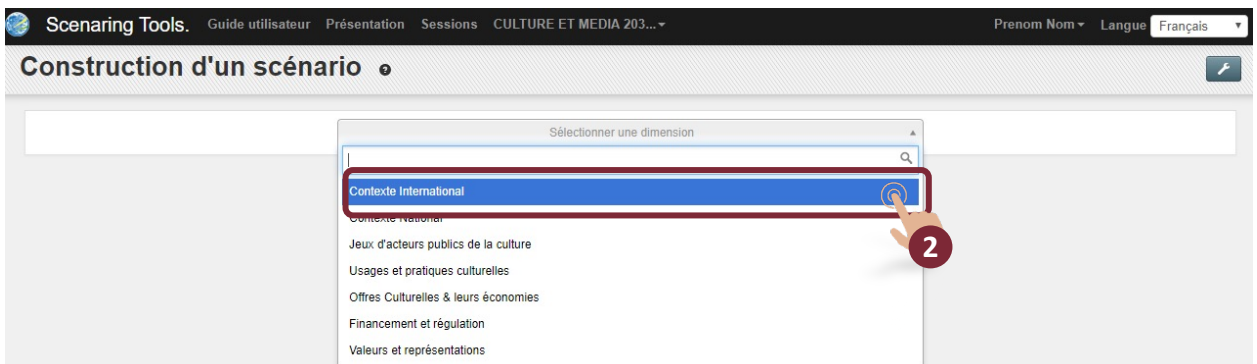 Scenaring Tools. Guide utilisateur Présentation Sessions CULTURE ET MEDIA 203... Prenom Nom Langue Français
Construction d'un scénario
Sélectionner une dimension
Contexte International
Contexte National
Jeux d'acteurs publics de la culture
2
Usages et pratiques culturelles
Offres Culturelles & leurs économies
Financement et régulation
Valeurs et représentations